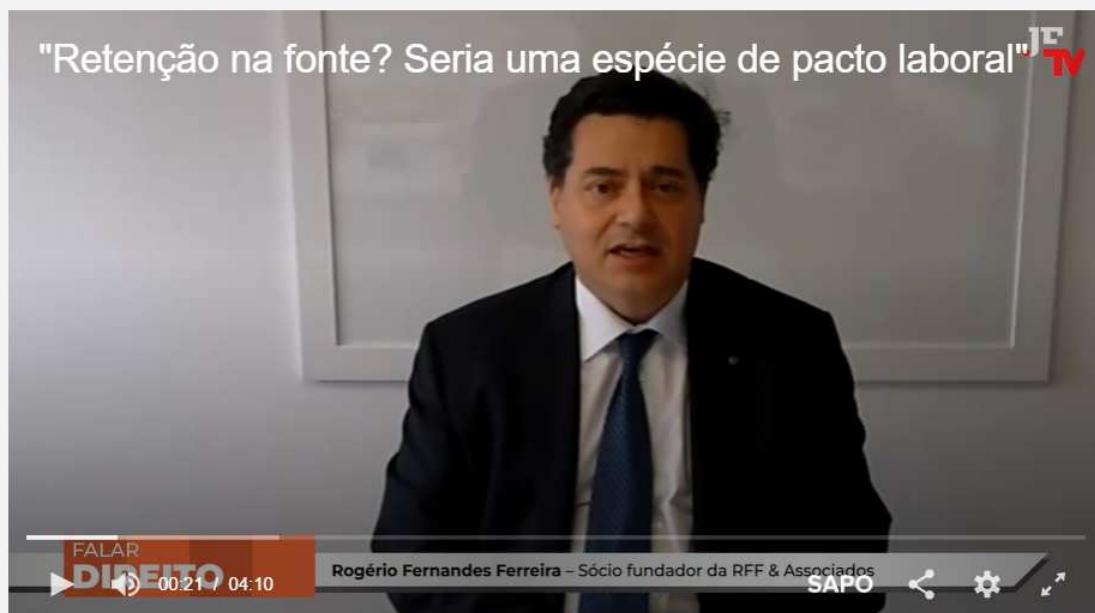 "Retenção na fonte? Seria uma espécie de pacto laboral"
JE
TV
FALAR
DIREITO
00:21 / 04:10
Rogério Fernandes Ferreira – Sócio fundador da RFF & Associados
SAPO